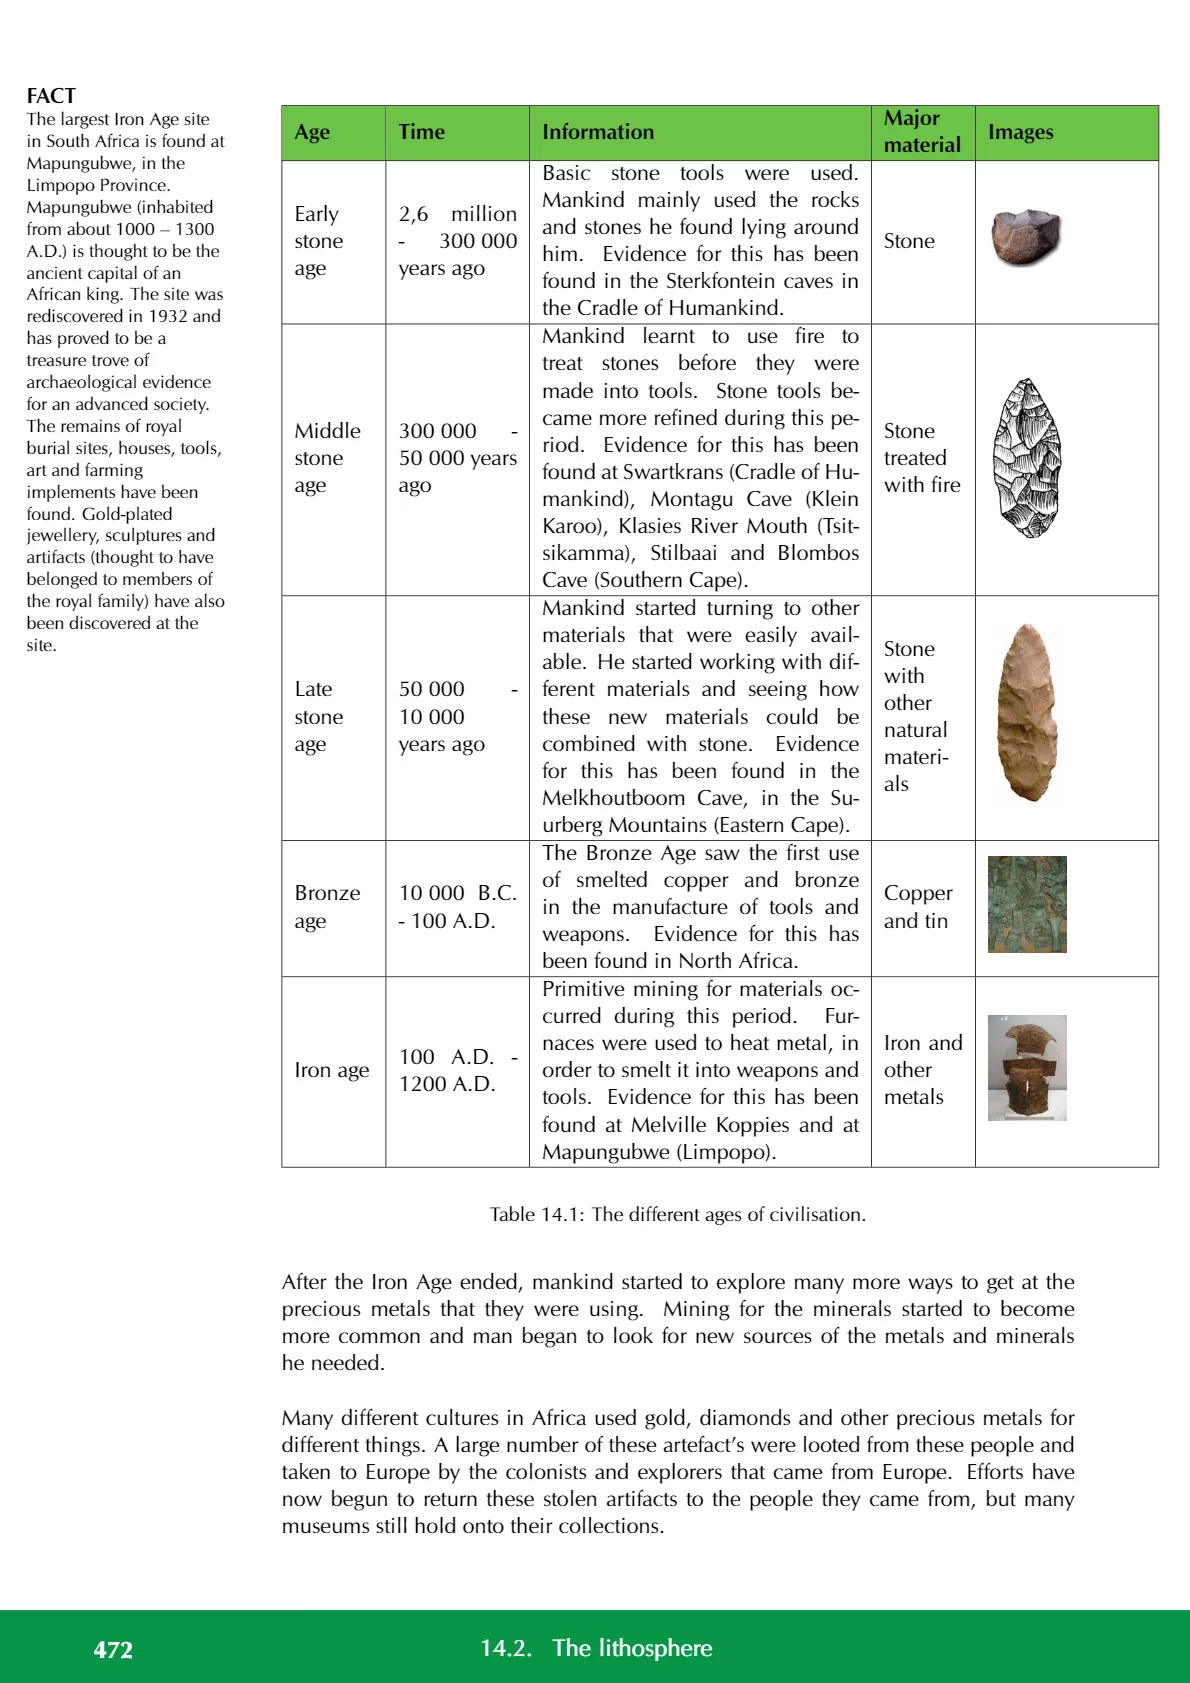 FACT
The largest Iron Age site
in South Africa is found at
Mapungubwe, in the
Limpopo Province.
Mapungubwe (inhabited
from about 1000 – 1300
A.D.) is thought to be the
ancient capital of an
African king. The site was
rediscovered in 1932 and
has proved to be a
treasure trove of
archaeological evidence
for an advanced society.
The remains of royal
burial sites, houses, tools,
art and farming
implements have been
found. Gold-plated
jewellery, sculptures and
artifacts (thought to have
belonged to members of
the royal family) have also
been discovered at the
site.
Age
Time
Information
Major
material
Images
Early
stone
age
2,6 million
- 300 000
years ago
Basic stone tools were used.
Mankind mainly used the rocks
and stones he found lying around
him. Evidence for this has been
found in the Sterkfontein caves in
the Cradle of Humankind.
Stone
Middle
stone
age
300 000 -
50 000 years
ago
Mankind learnt to use fire to
treat stones before they were
made into tools. Stone tools be-
came more refined during this pe-
riod. Evidence for this has been
found at Swartkrans (Cradle of Hu-
mankind), Montagu Cave (Klein
Karoo), Klasies River Mouth (Tsit-
sikamma), Stilbaai and Blombos
Cave (Southern Cape).
Stone
treated
with fire
Late
stone
age
50 000 -
10 000
years ago
Mankind started turning to other
materials that were easily avail-
able. He started working with dif-
ferent materials and seeing how
these new materials could be
combined with stone. Evidence
for this has been found in the
Melkhoutboom Cave, in the Su-
urberg Mountains (Eastern Cape).
Stone
with
other
natural
materi-
als
Bronze
age
10 000 B.C.
- 100 A.D.
The Bronze Age saw the first use
of smelted copper and bronze
in the manufacture of tools and
weapons. Evidence for this has
been found in North Africa.
Copper
and tin
Iron age
100 A.D. -
1200 A.D.
Primitive mining for materials oc-
curred during this period. Fur-
naces were used to heat metal, in
order to smelt it into weapons and
tools. Evidence for this has been
found at Melville Koppies and at
Mapungubwe (Limpopo).
Iron and
other
metals
Table 14.1: The different ages of civilisation.
After the Iron Age ended, mankind started to explore many more ways to get at the
precious metals that they were using. Mining for the minerals started to become
more common and man began to look for new sources of the metals and minerals
he needed.
Many different cultures in Africa used gold, diamonds and other precious metals for
different things. A large number of these artefact's were looted from these people and
taken to Europe by the colonists and explorers that came from Europe. Efforts have
now begun to return these stolen artifacts to the people they came from, but many
museums still hold onto their collections.
472
14.2. The lithosphere